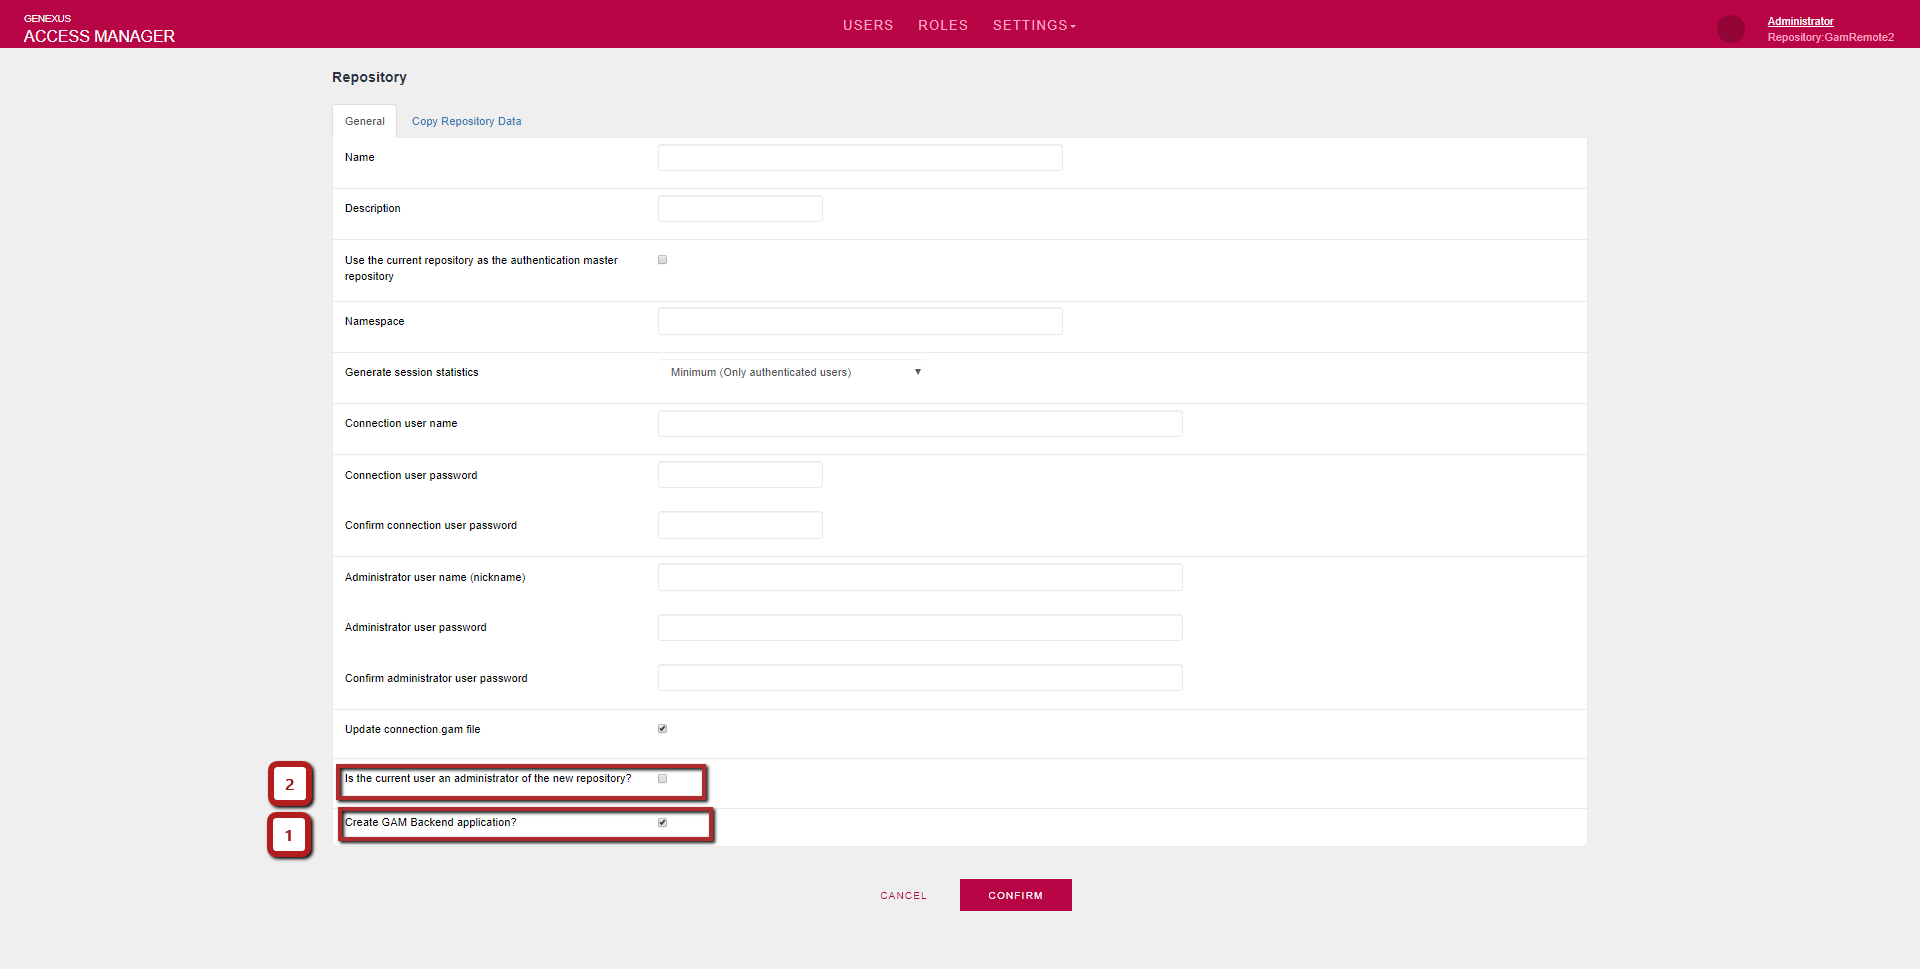 GENEXUS
ACCESS MANAGER
USERS ROLES SETTINGS
Administrator
Repository:GamRemote2
Repository
General Copy Repository Data
Name
Description
Use the current repository as the authentication master
repository
Namespace
Generate session statistics Minimum (Only authenticated users)
Connection user name
Connection user password
Confirm connection user password
Administrator user name (nickname)
Administrator user password
Confirm administrator user password
Update connection.gam file
2 Is the current user an administrator of the new repository?
1 Create GAM Backend application?
CANCEL CONFIRM